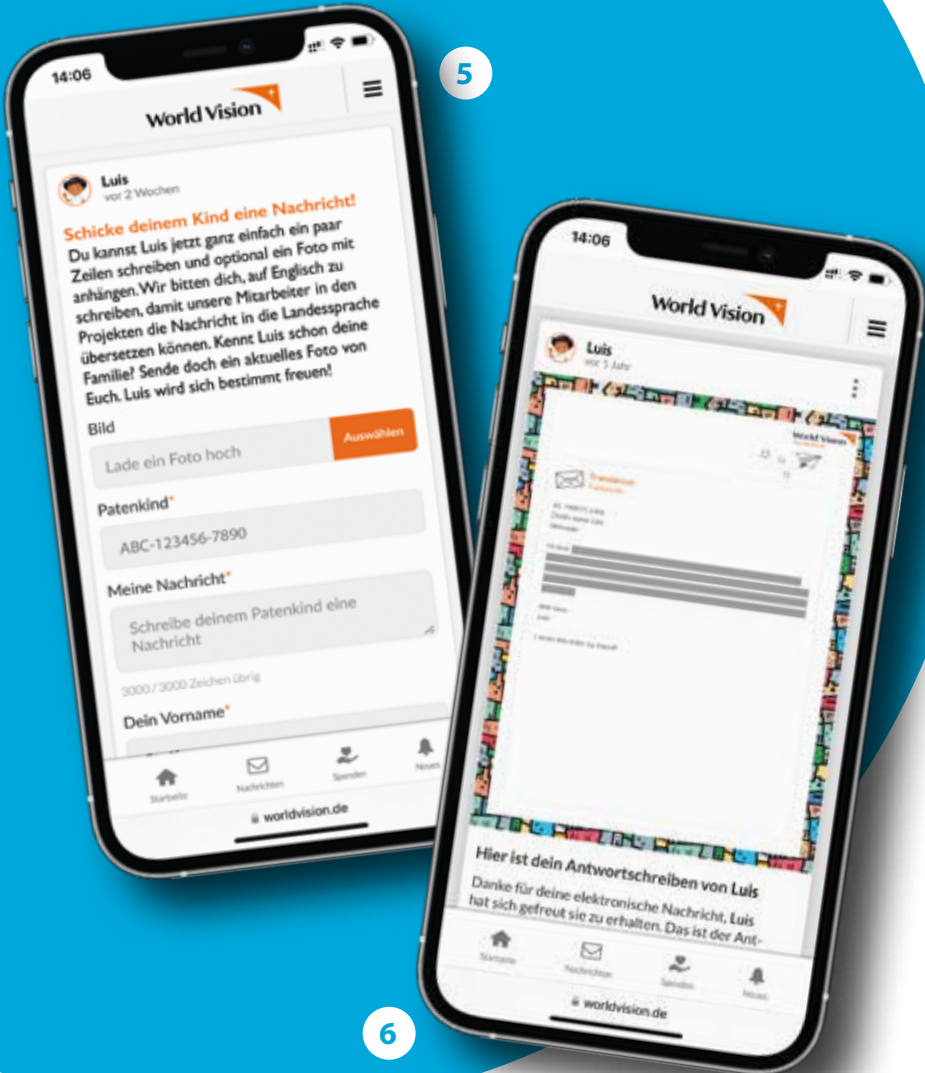 5
14:06
World Vision
Luis
vor 2 Wochen
Schicke deinem Kind eine Nachricht!
Du kannst Luis jetzt ganz einfach ein paar
Zeilen schreiben und optional ein Foto mit
anhängen. Wir bitten dich, auf Englisch zu
schreiben, damit unsere Mitarbeiter in den
Projekten die Nachricht in die Landessprache
übersetzen können. Kennt Luis schon deine
Familie? Sende doch ein aktuelles Foto von
Euch. Luis wird sich bestimmt freuen!
Bild
Lade ein Foto hoch
Auswählen
Patenkind*
ABC-123456-7890
Meine Nachricht*
Schreibe deinem Patenkind eine
Nachricht
3000 / 3000 Zeichen übrig
Dein Vorname*
Startseite
Nachrichten
Spenden
Neues
worldvision.de
14:06
World Vision
Luis
vor 5 Jahr
World Vision
Translation
Hier ist dein Antwortschreiben von Luis
Danke für deine elektronische Nachricht, Luis
hat sich gefreut sie zu erhalten. Das ist der Ant-
Startseite
Nachrichten
Spenden
Neues
worldvision.de
6